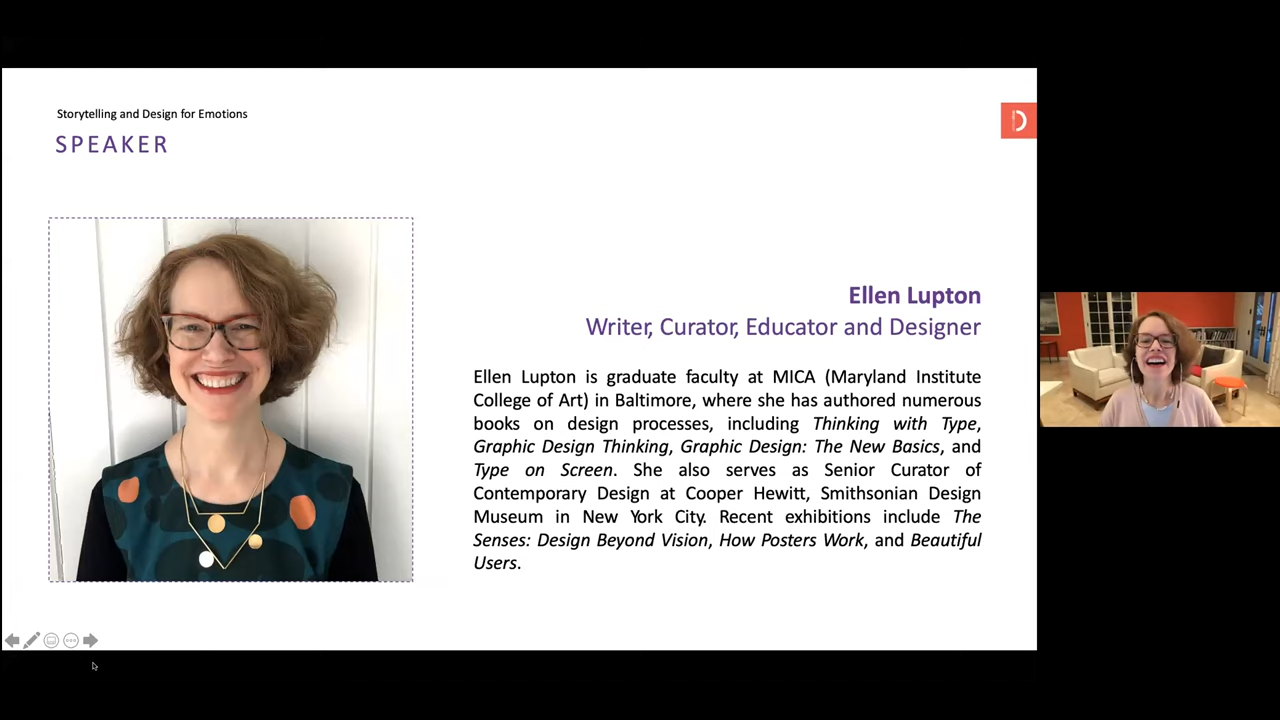 Storytelling and Design for Emotions
SPEAKER
Ellen Lupton
Writer, Curator, Educator and Designer
Ellen Lupton is graduate faculty at MICA (Maryland Institute
College of Art) in Baltimore, where she has authored numerous
books on design processes, including Thinking with Type,
Graphic Design Thinking, Graphic Design: The New Basics, and
Type on Screen. She also serves as Senior Curator of
Contemporary Design at Cooper Hewitt, Smithsonian Design
Museum in New York City. Recent exhibitions include The
Senses: Design Beyond Vision, How Posters Work, and Beautiful
Users.